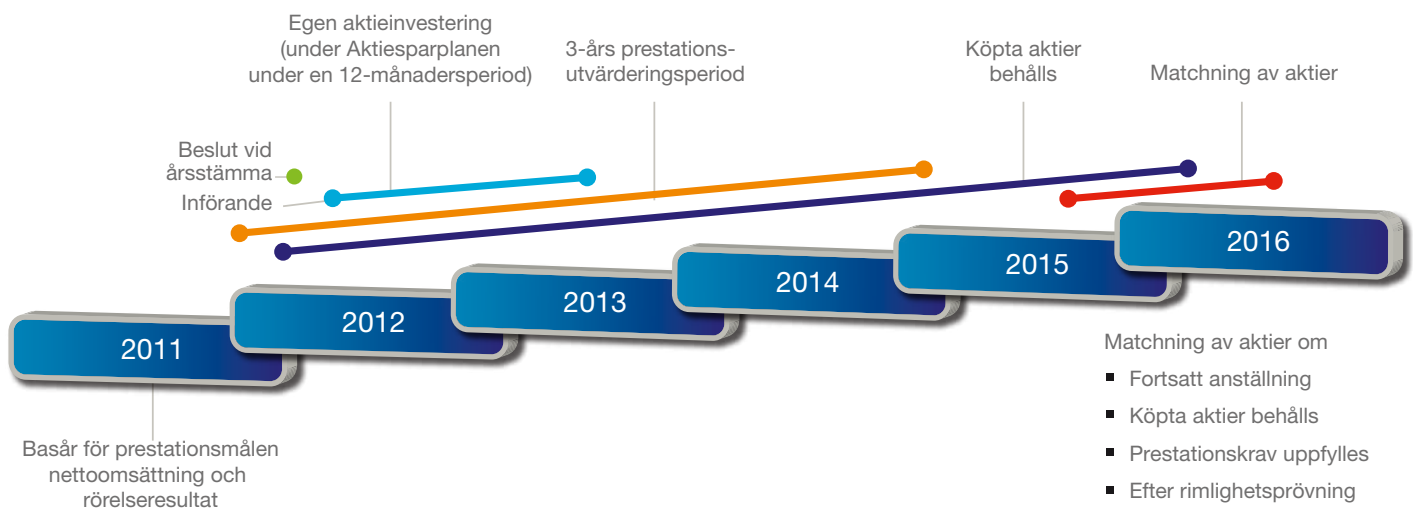 Egen aktieinvestering
(under Aktiesparplanen
under en 12-månadersperiod)
3-års prestations-
utvärderingsperiod
Köpta aktier
behålls
Matchning av aktier
Beslut vid
årsstämma
Införande
2011
2012
2013
2014
2015
2016
Basår för prestationsmålen
nettoomsättning och
rörelseresultat
Matchning av aktier om
▪ Fortsatt anställning
▪ Köpta aktier behålls
▪ Prestationskrav uppfylles
▪ Efter rimlighetsprövning